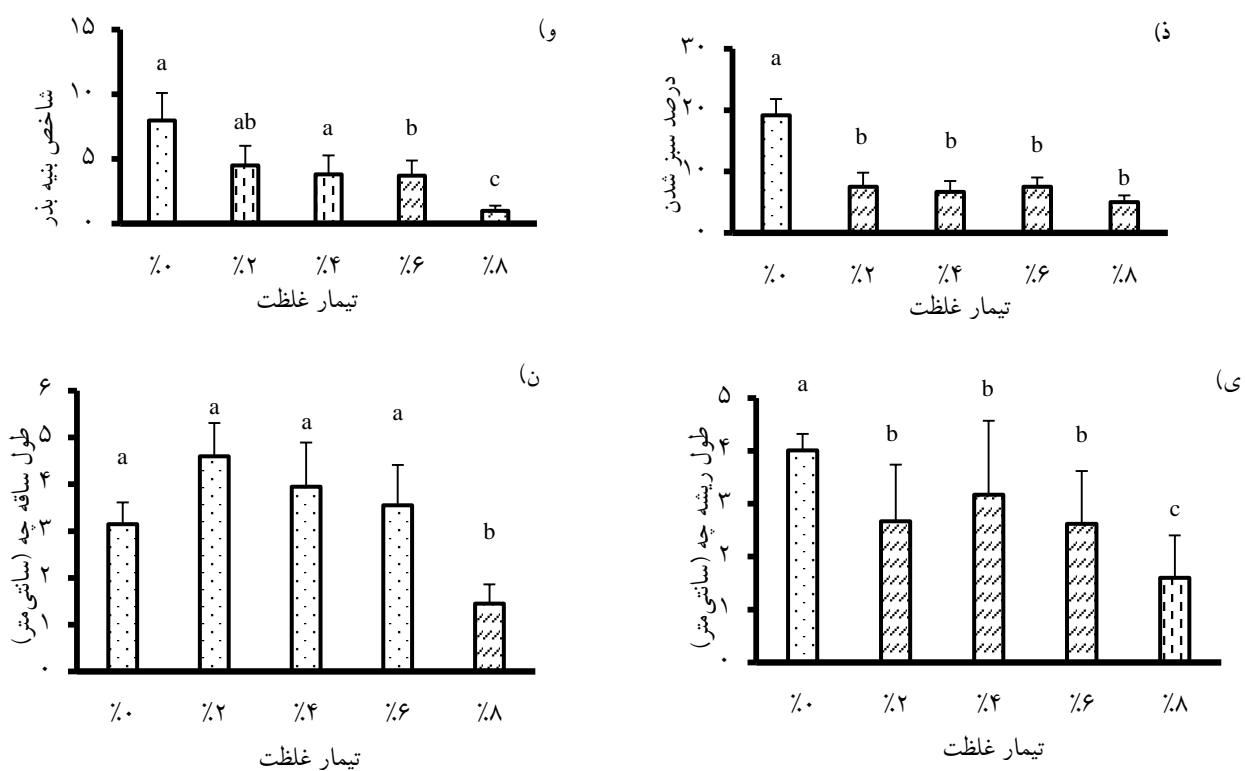 ذ)
درصد سبز شدن
۳۰
۲۰
۱۰
۰
a
b
b
b
b
٪۰ ٪۲ ٪۴ ٪۶ ٪۸
تیمار غلظت
و)
شاخص بنیه بذر
۱۵
۱۰
۵
۰
a
ab
a
b
c
٪۰ ٪۲ ٪۴ ٪۶ ٪۸
تیمار غلظت
ی)
طول ریشه چه (سانتی‌متر)
۵
۴
۳
۲
۱
۰
a
b
b
b
c
٪۰ ٪۲ ٪۴ ٪۶ ٪۸
تیمار غلظت
ن)
طول ساقه چه (سانتی‌متر)
۶
۵
۴
۳
۲
۱
۰
a
a
a
a
b
٪۰ ٪۲ ٪۴ ٪۶ ٪۸
تیمار غلظت